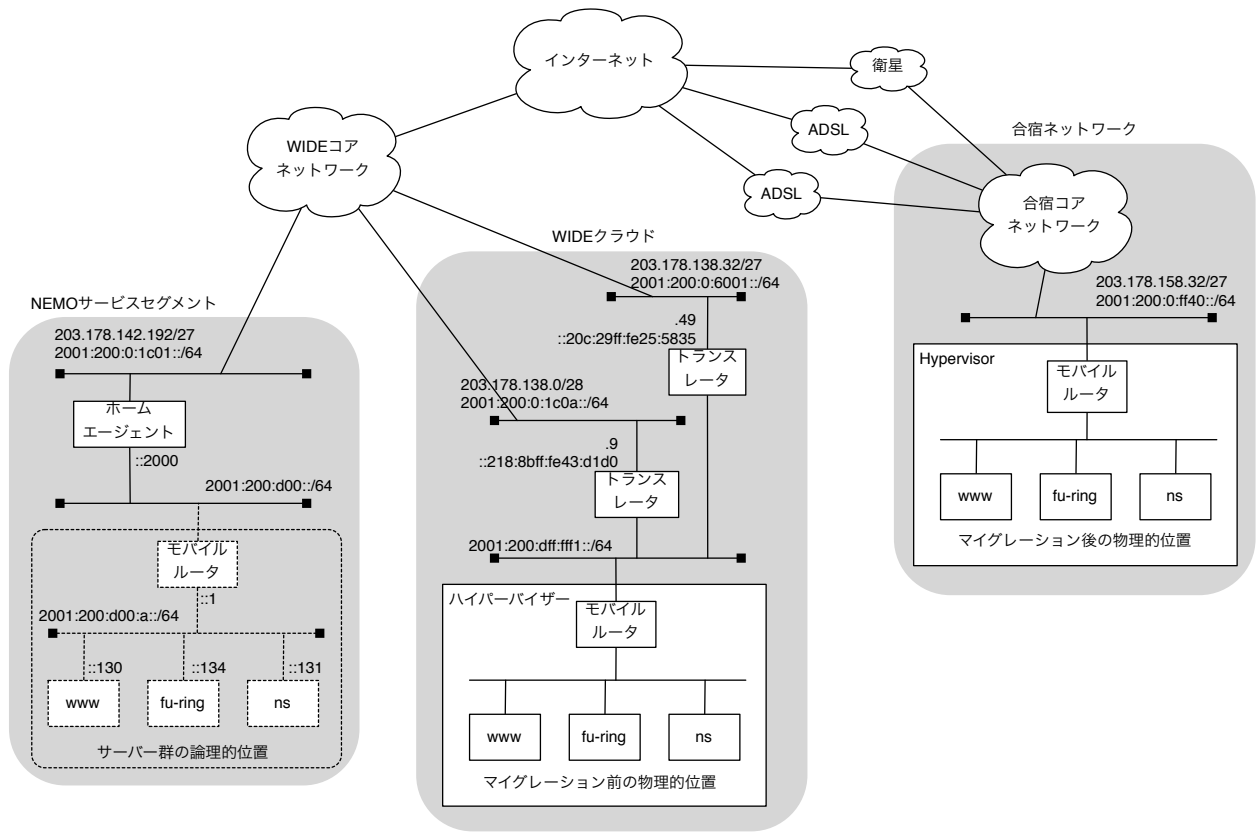 インターネット
衛星
ADSL
ADSL
WIDEコア
ネットワーク
合宿ネットワーク
合宿コア
ネットワーク
203.178.158.32/27
2001:200:0:ff40::/64
Hypervisor
モバイル
ルータ
www
fu-ring
ns
マイグレーション後の物理的位置
WIDEクラウド
203.178.138.32/27
2001:200:0:6001::/64
.49
::20c:29ff:fe25:5835
トランス
レータ
203.178.138.0/28
2001:200:0:1c0a::/64
.9
::218:8bff:fe43:d1d0
トランス
レータ
2001:200:dff:fff1::/64
ハイパーバイザー
モバイル
ルータ
www
fu-ring
ns
マイグレーション前の物理的位置
NEMOサービスセグメント
203.178.142.192/27
2001:200:0:1c01::/64
ホーム
エージェント
::2000
2001:200:d00::/64
モバイル
ルータ
::1
2001:200:d00:a::/64
::130
::134
::131
www
fu-ring
ns
サーバー群の論理的位置